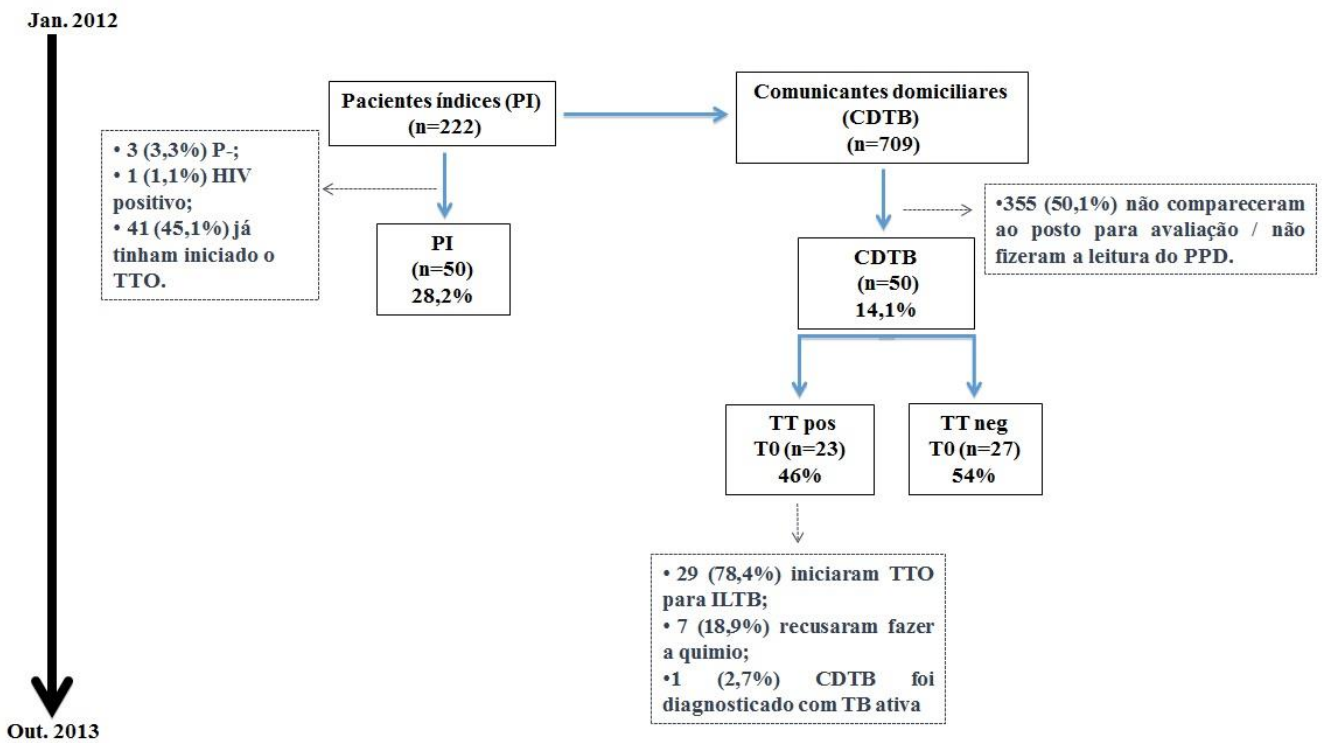 Jan. 2012
Pacientes índices (PI)
(n=222)
Comunicantes domiciliares
(CDTB)
(n=709)
• 3 (3,3%) P-;
• 1 (1,1%) HIV
positivo;
• 41 (45,1%) já
tinham iniciado o
TTO.
•355 (50,1%) não compareceram
ao posto para avaliação / não
fizeram a leitura do PPD.
PI
(n=50)
28,2%
CDTB
(n=50)
14,1%
TT pos
T0 (n=23)
46%
TT neg
T0 (n=27)
54%
• 29 (78,4%) iniciaram TTO
para ILTB;
• 7 (18,9%) recusaram fazer
a quimio;
•1 (2,7%) CDTB foi
diagnosticado com TB ativa
Out. 2013